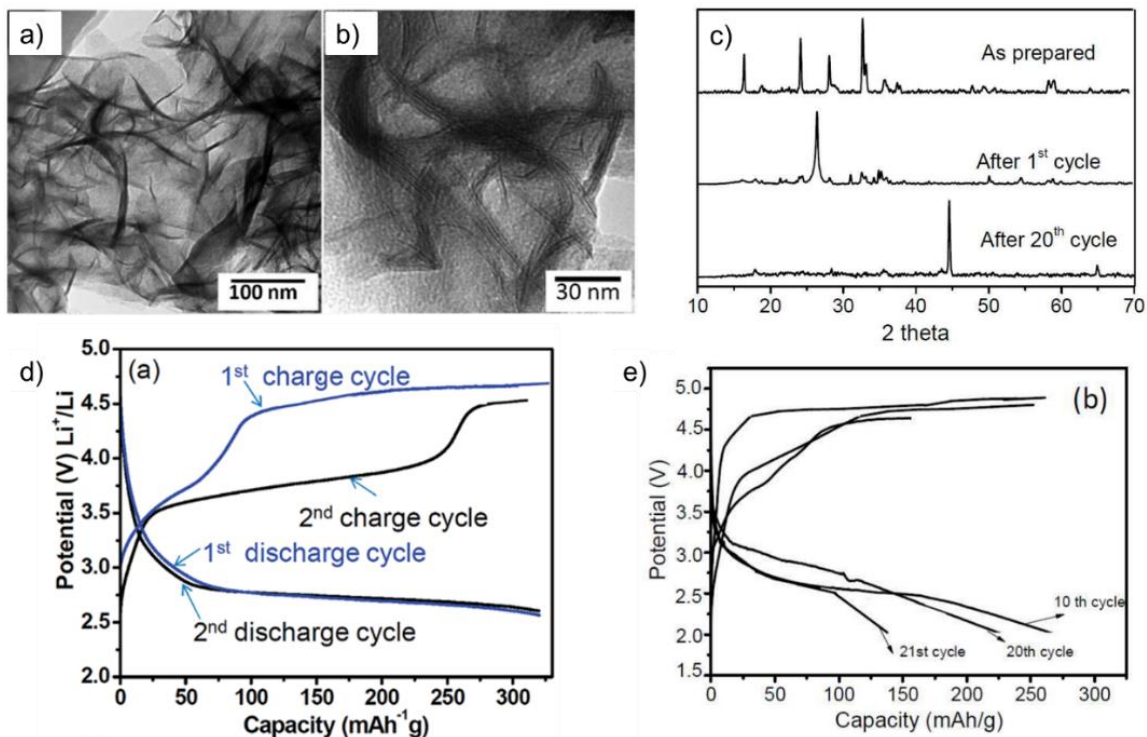 a)
100 nm
b)
30 nm
c)
As prepared
After 1st cycle
After 20th cycle
10 20 30 40 50 60 70
2 theta
d)
(a)
5.0
4.5
4.0
3.5
3.0
2.5
2.0
Potential (V) Li+/Li
1st charge cycle
2nd charge cycle
1st discharge cycle
2nd discharge cycle
0 50 100 150 200 250 300
Capacity (mAh-1g)
e)
(b)
5.0
4.5
4.0
3.5
3.0
2.5
2.0
1.5
Potential (V)
10 th cycle
20th cycle
21st cycle
0 50 100 150 200 250 300
Capacity (mAh/g)